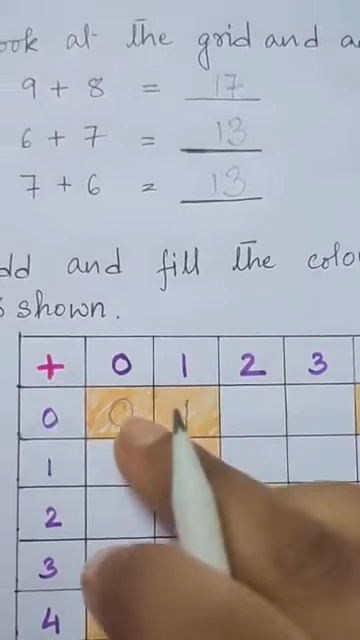 ook at the grid and a
9 + 8 = 17
6 + 7 = 13
7 + 6 = 13
dd and fill the colo
s shown.
+ 0 1 2 3
0 0 1
1
2
3
4